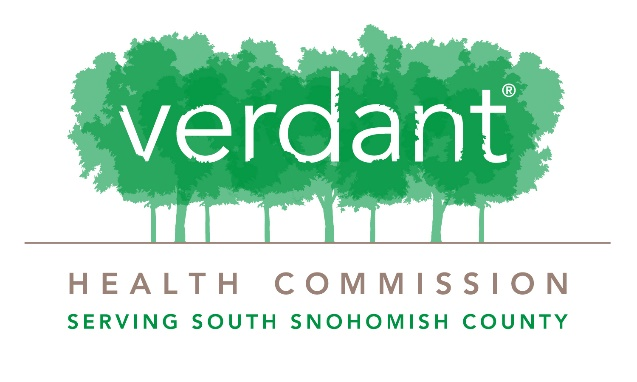 verdant®
HEALTH COMMISSION
SERVING SOUTH SNOHOMISH COUNTY